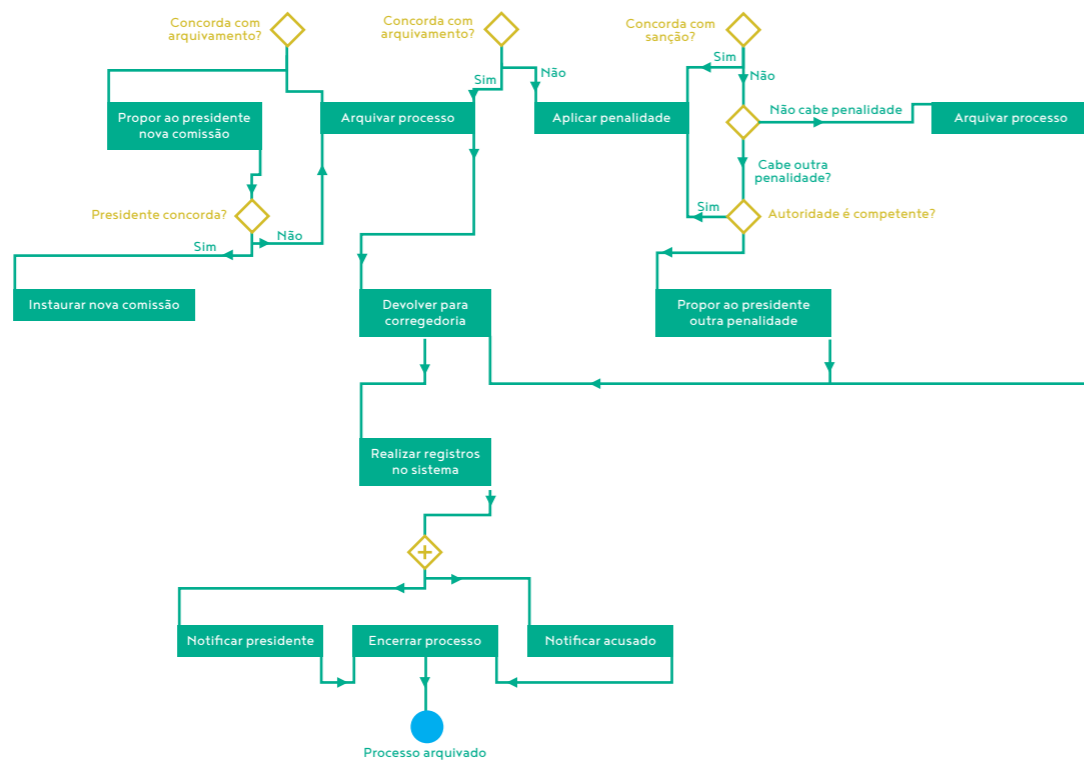 Concorda com
arquivamento?
Concorda com
arquivamento?
Concorda com
sanção?
Sim
Não
Sim
Não
Propor ao presidente
nova comissão
Arquivar processo
Aplicar penalidade
Não cabe penalidade
Arquivar processo
Cabe outra
penalidade?
Presidente concorda?
Sim
Autoridade é competente?
Não
Sim
Instaurar nova comissão
Devolver para
corregedoria
Propor ao presidente
outra penalidade
Realizar registros
no sistema
Notificar presidente
Encerrar processo
Notificar acusado
Processo arquivado